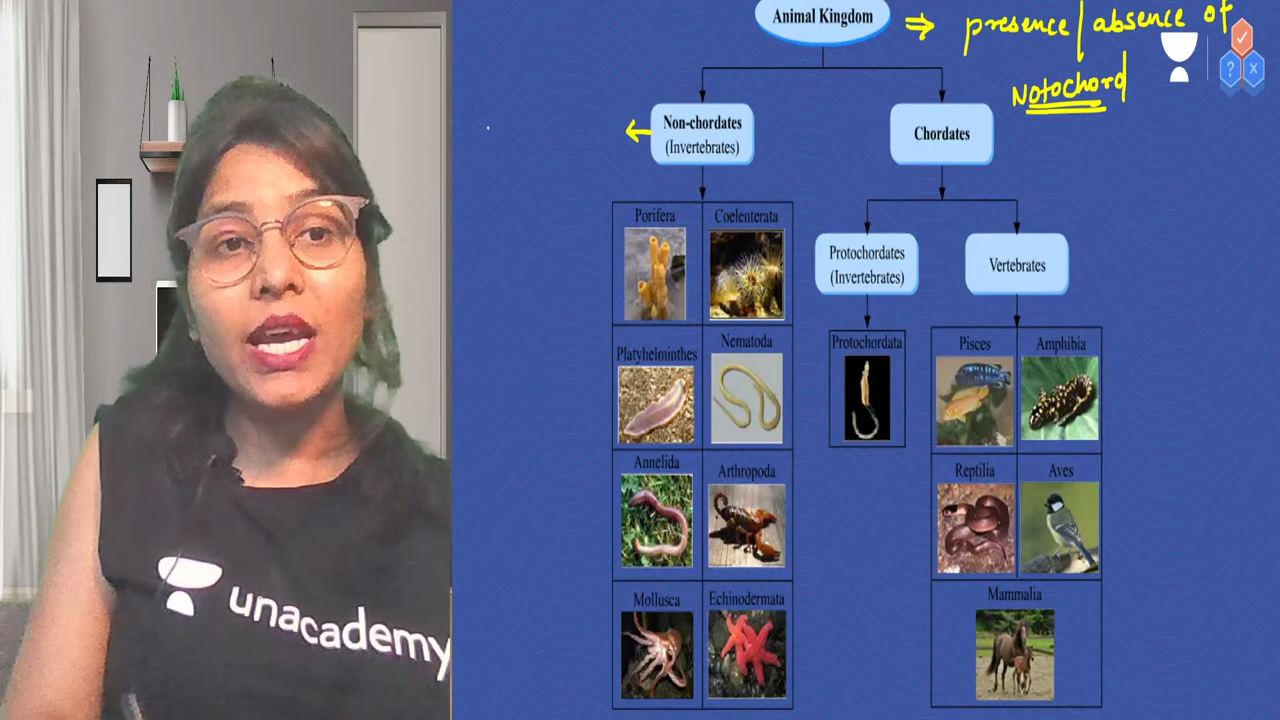 Animal Kingdom
⇒ presence/absence of
Notochord
Non-chordates
(Invertebrates)
Chordates
Porifera
Coelenterata
Protochordates
(Invertebrates)
Vertebrates
Platyhelminthes
Nematoda
Protochordata
Pisces
Amphibia
Annelida
Arthropoda
Reptilia
Aves
Mollusca
Echinodermata
Mammalia
unacademy